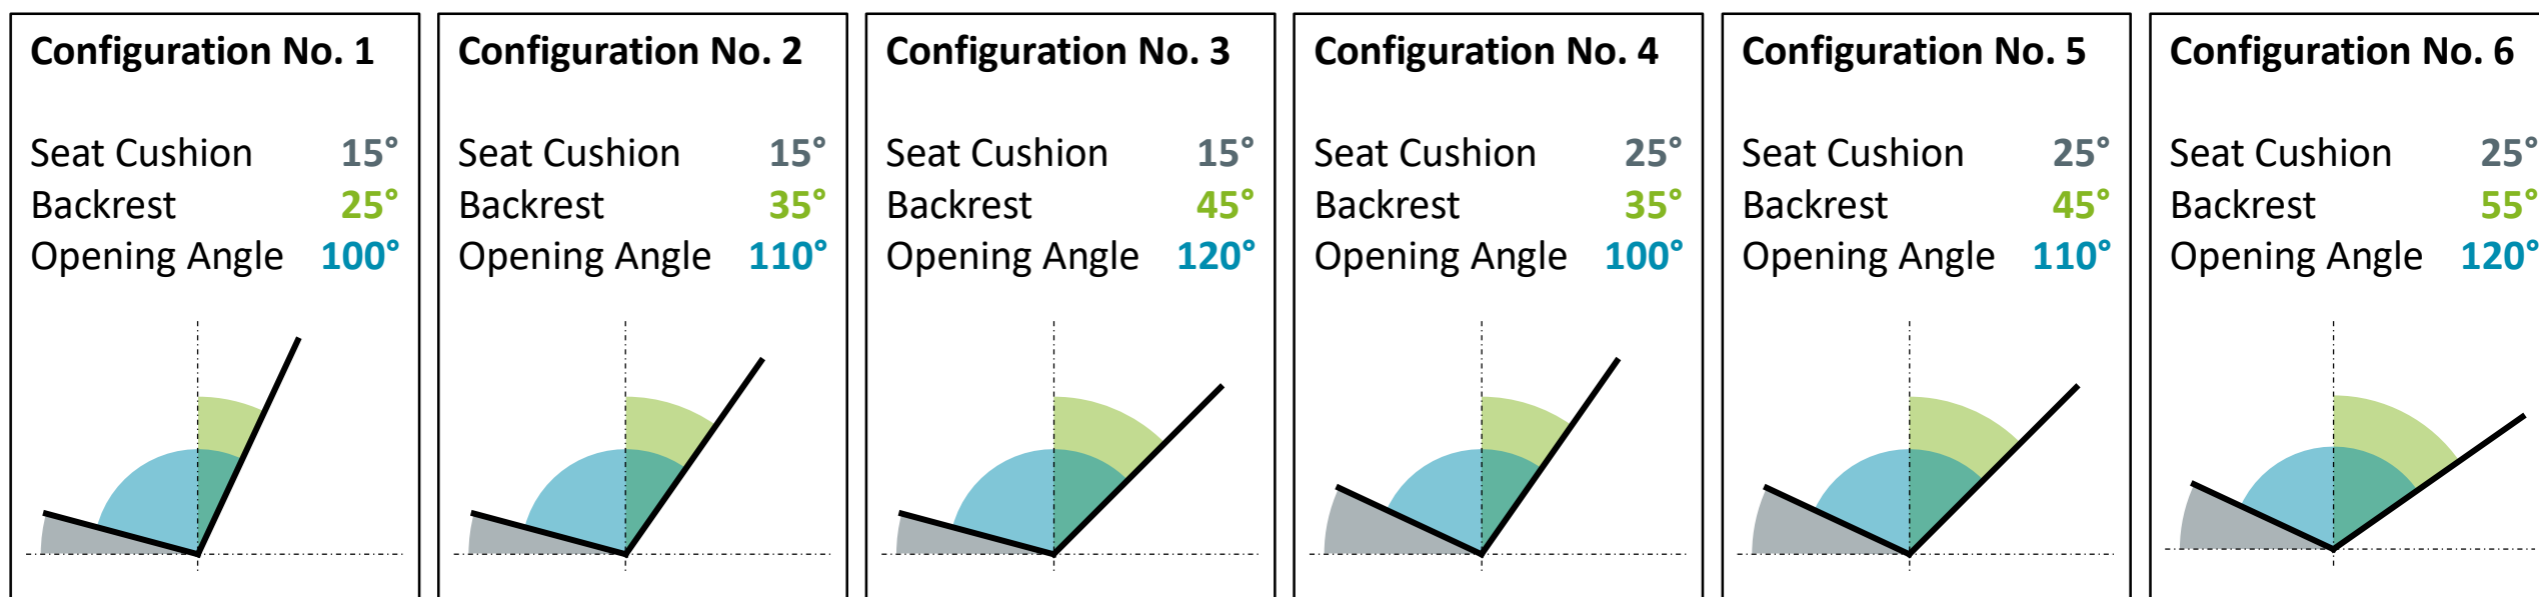 Configuration No. 1
Seat Cushion 15°
Backrest 25°
Opening Angle 100°
Configuration No. 2
Seat Cushion 15°
Backrest 35°
Opening Angle 110°
Configuration No. 3
Seat Cushion 15°
Backrest 45°
Opening Angle 120°
Configuration No. 4
Seat Cushion 25°
Backrest 35°
Opening Angle 100°
Configuration No. 5
Seat Cushion 25°
Backrest 45°
Opening Angle 110°
Configuration No. 6
Seat Cushion 25°
Backrest 55°
Opening Angle 120°